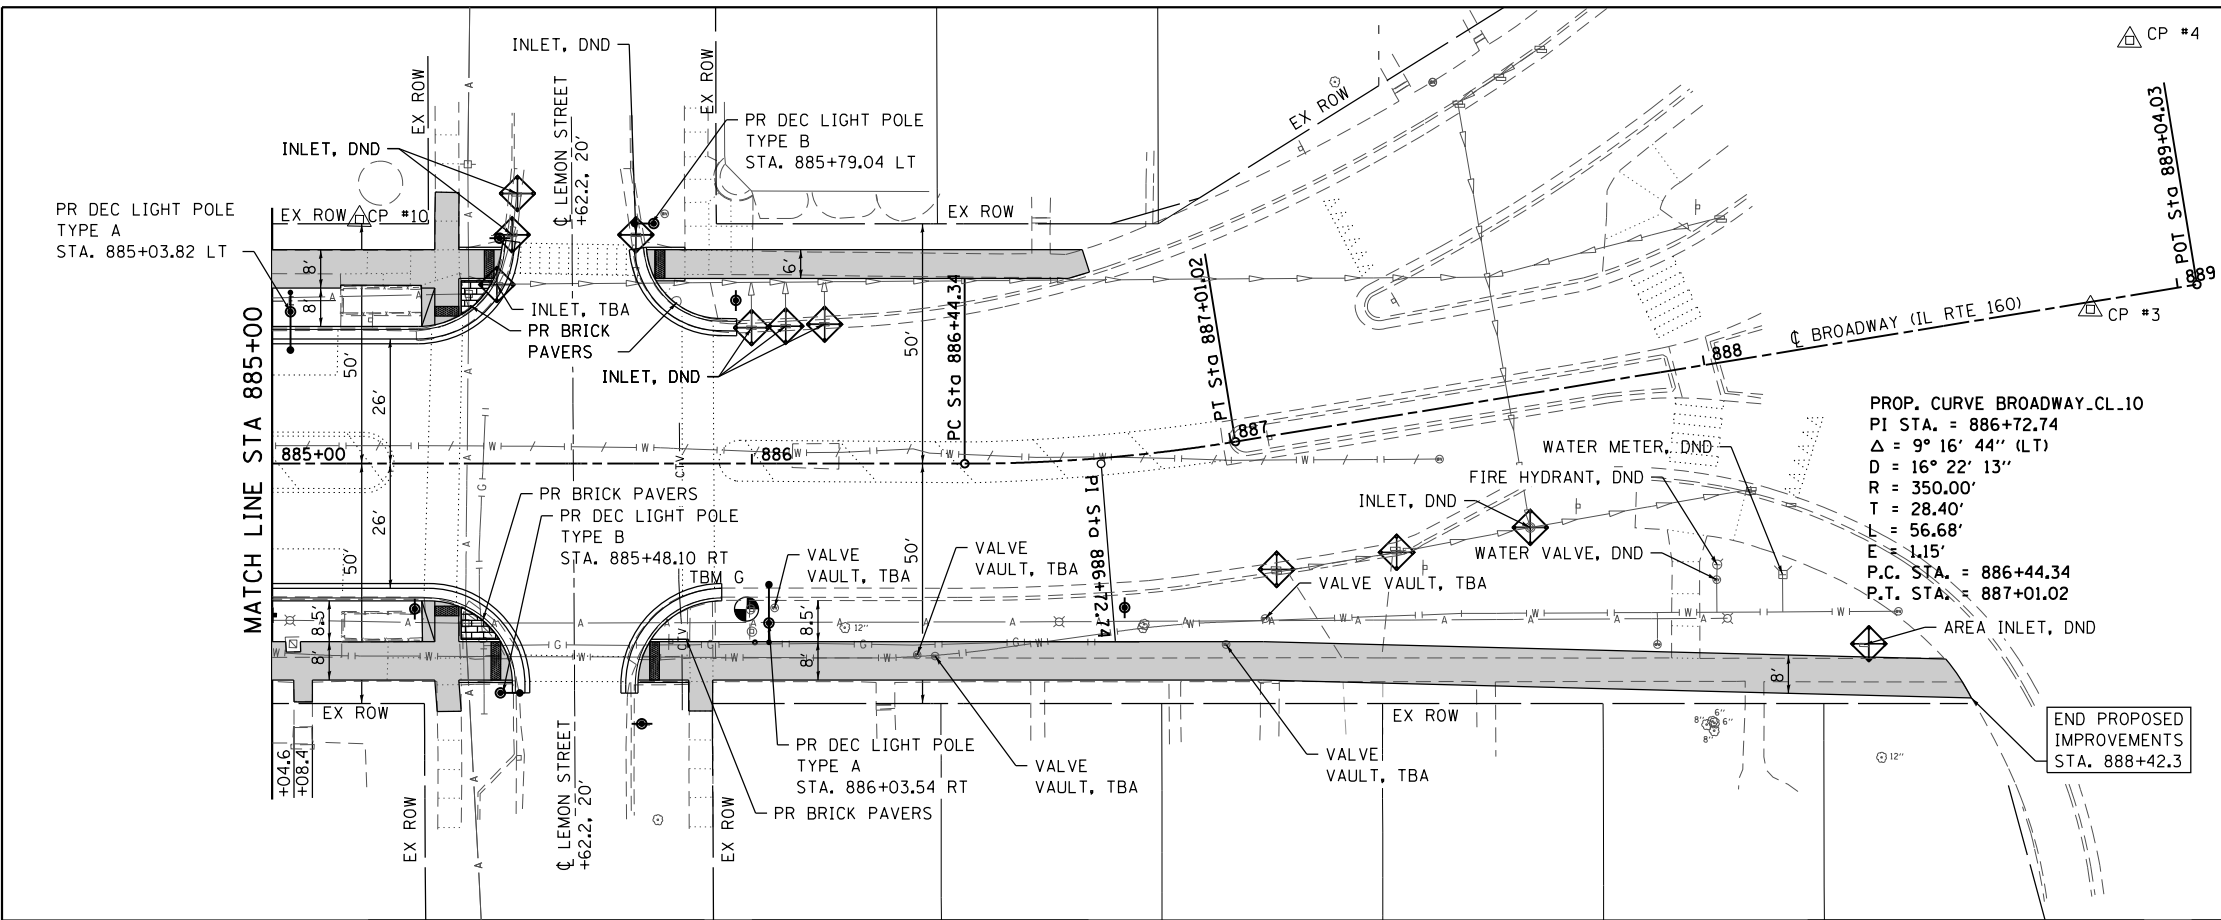 CP #4
INLET, DND
EX ROW
EX ROW
℄ LEMON STREET
+62.2, 20'
EX ROW
POT Sta 889+04.03
PR DEC LIGHT POLE
TYPE B
STA. 885+79.04 LT
INLET, DND
PR DEC LIGHT POLE
TYPE A
STA. 885+03.82 LT
EX ROW
CP #10
EX ROW
8'
8'
6'
INLET, TBA
PR BRICK
PAVERS
INLET, DND
50'
26'
50'
PC Sta 886+44.34
PT Sta 887+01.02
889
CP #3
℄ BROADWAY (IL RTE 160)
888
887
886
885+00
MATCH LINE STA 885+00
PROP. CURVE BROADWAY_CL_10
PI STA. = 886+72.74
Δ = 9° 16' 44" (LT)
D = 16° 22' 13"
R = 350.00'
T = 28.40'
L = 56.68'
E = 1.15'
P.C. STA. = 886+44.34
P.T. STA. = 887+01.02
WATER METER, DND
FIRE HYDRANT, DND
INLET, DND
WATER VALVE, DND
PI Sta 886+72.74
PR BRICK PAVERS
PR DEC LIGHT POLE
TYPE B
STA. 885+48.10 RT
TBM G
VALVE
VAULT, TBA
VALVE
VAULT, TBA
VALVE VAULT, TBA
26'
50'
50'
8.5'
8'
8.5'
8'
8'
12"
CTV
CTV
AREA INLET, DND
EX ROW
EX ROW
+04.6
+08.4
EX ROW
℄ LEMON STREET
+62.2, 20'
EX ROW
PR DEC LIGHT POLE
TYPE A
STA. 886+03.54 RT
PR BRICK PAVERS
VALVE
VAULT, TBA
VALVE
VAULT, TBA
6"
8"
6"
8"
12"
END PROPOSED
IMPROVEMENTS
STA. 888+42.3